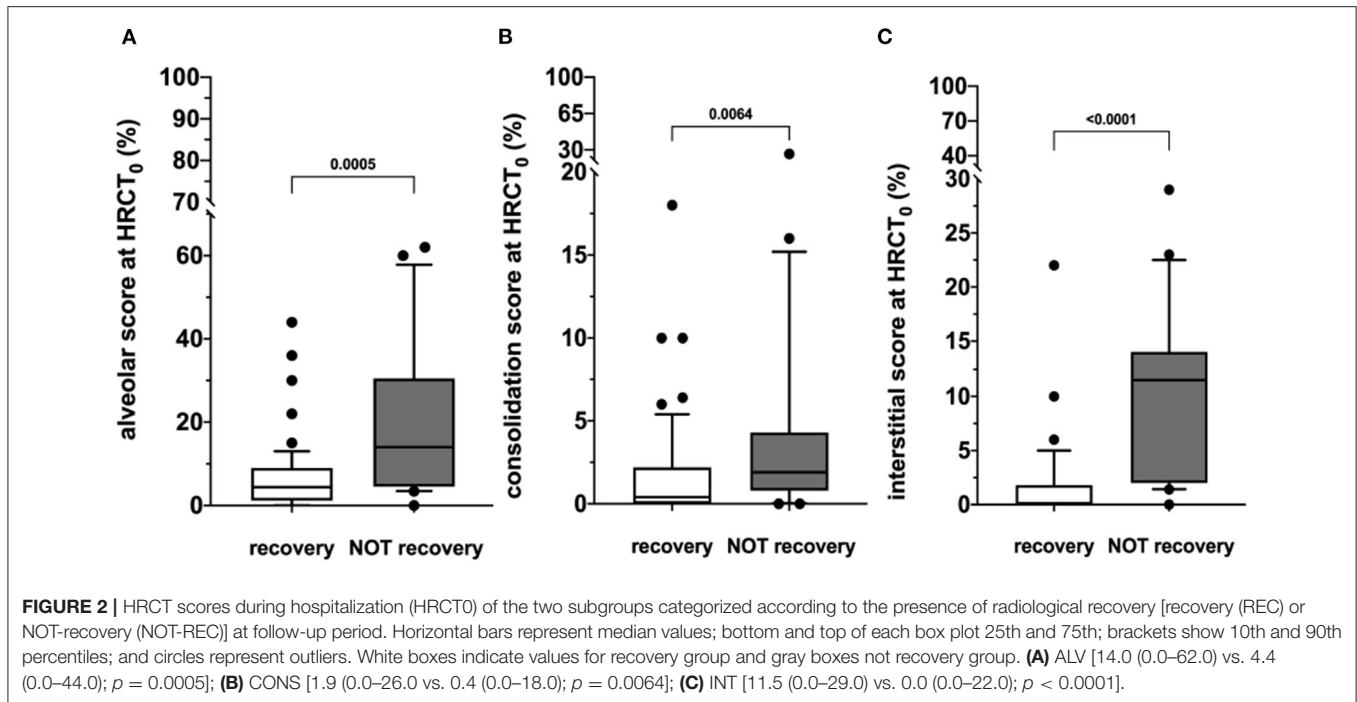 A
alveolar score at HRCT0 (%)
100
90
80
70
60
40
20
0
0.0005
recovery NOT recovery
B
consolidation score at HRCT0 (%)
100
65
30
20
15
10
5
0
0.0064
recovery NOT recovery
C
interstitial score at HRCT0 (%)
100
70
40
30
25
20
15
10
5
0
<0.0001
recovery NOT recovery
FIGURE 2 | HRCT scores during hospitalization (HRCT0) of the two subgroups categorized according to the presence of radiological recovery [recovery (REC) or
NOT-recovery (NOT-REC)] at follow-up period. Horizontal bars represent median values; bottom and top of each box plot 25th and 75th; brackets show 10th and 90th
percentiles; and circles represent outliers. White boxes indicate values for recovery group and gray boxes not recovery group. (A) ALV [14.0 (0.0–62.0) vs. 4.4
(0.0–44.0); p = 0.0005]; (B) CONS [1.9 (0.0–26.0 vs. 0.4 (0.0–18.0); p = 0.0064]; (C) INT [11.5 (0.0–29.0) vs. 0.0 (0.0–22.0); p < 0.0001].